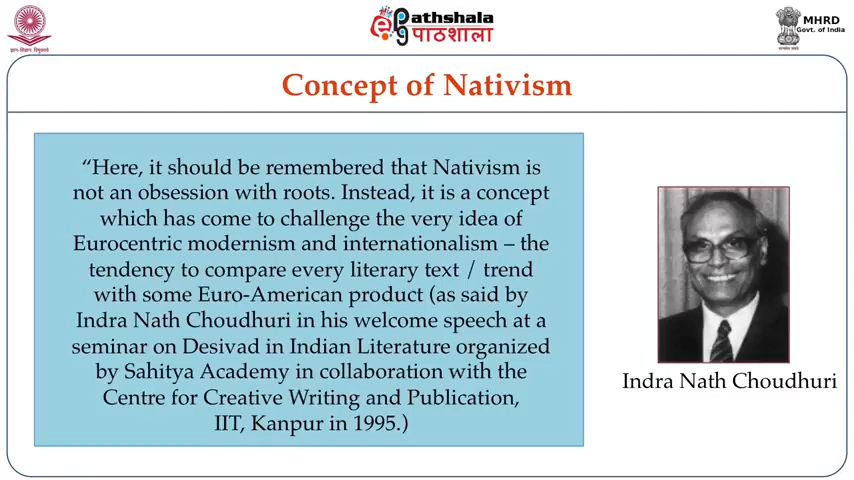 Pathshala
पाठशाला
MHRD
Govt. of India
Concept of Nativism
“Here, it should be remembered that Nativism is
not an obsession with roots. Instead, it is a concept
which has come to challenge the very idea of
Eurocentric modernism and internationalism – the
tendency to compare every literary text / trend
with some Euro-American product (as said by
Indra Nath Choudhuri in his welcome speech at a
seminar on Desivad in Indian Literature organized
by Sahitya Academy in collaboration with the
Centre for Creative Writing and Publication,
IIT, Kanpur in 1995.)
Indra Nath Choudhuri